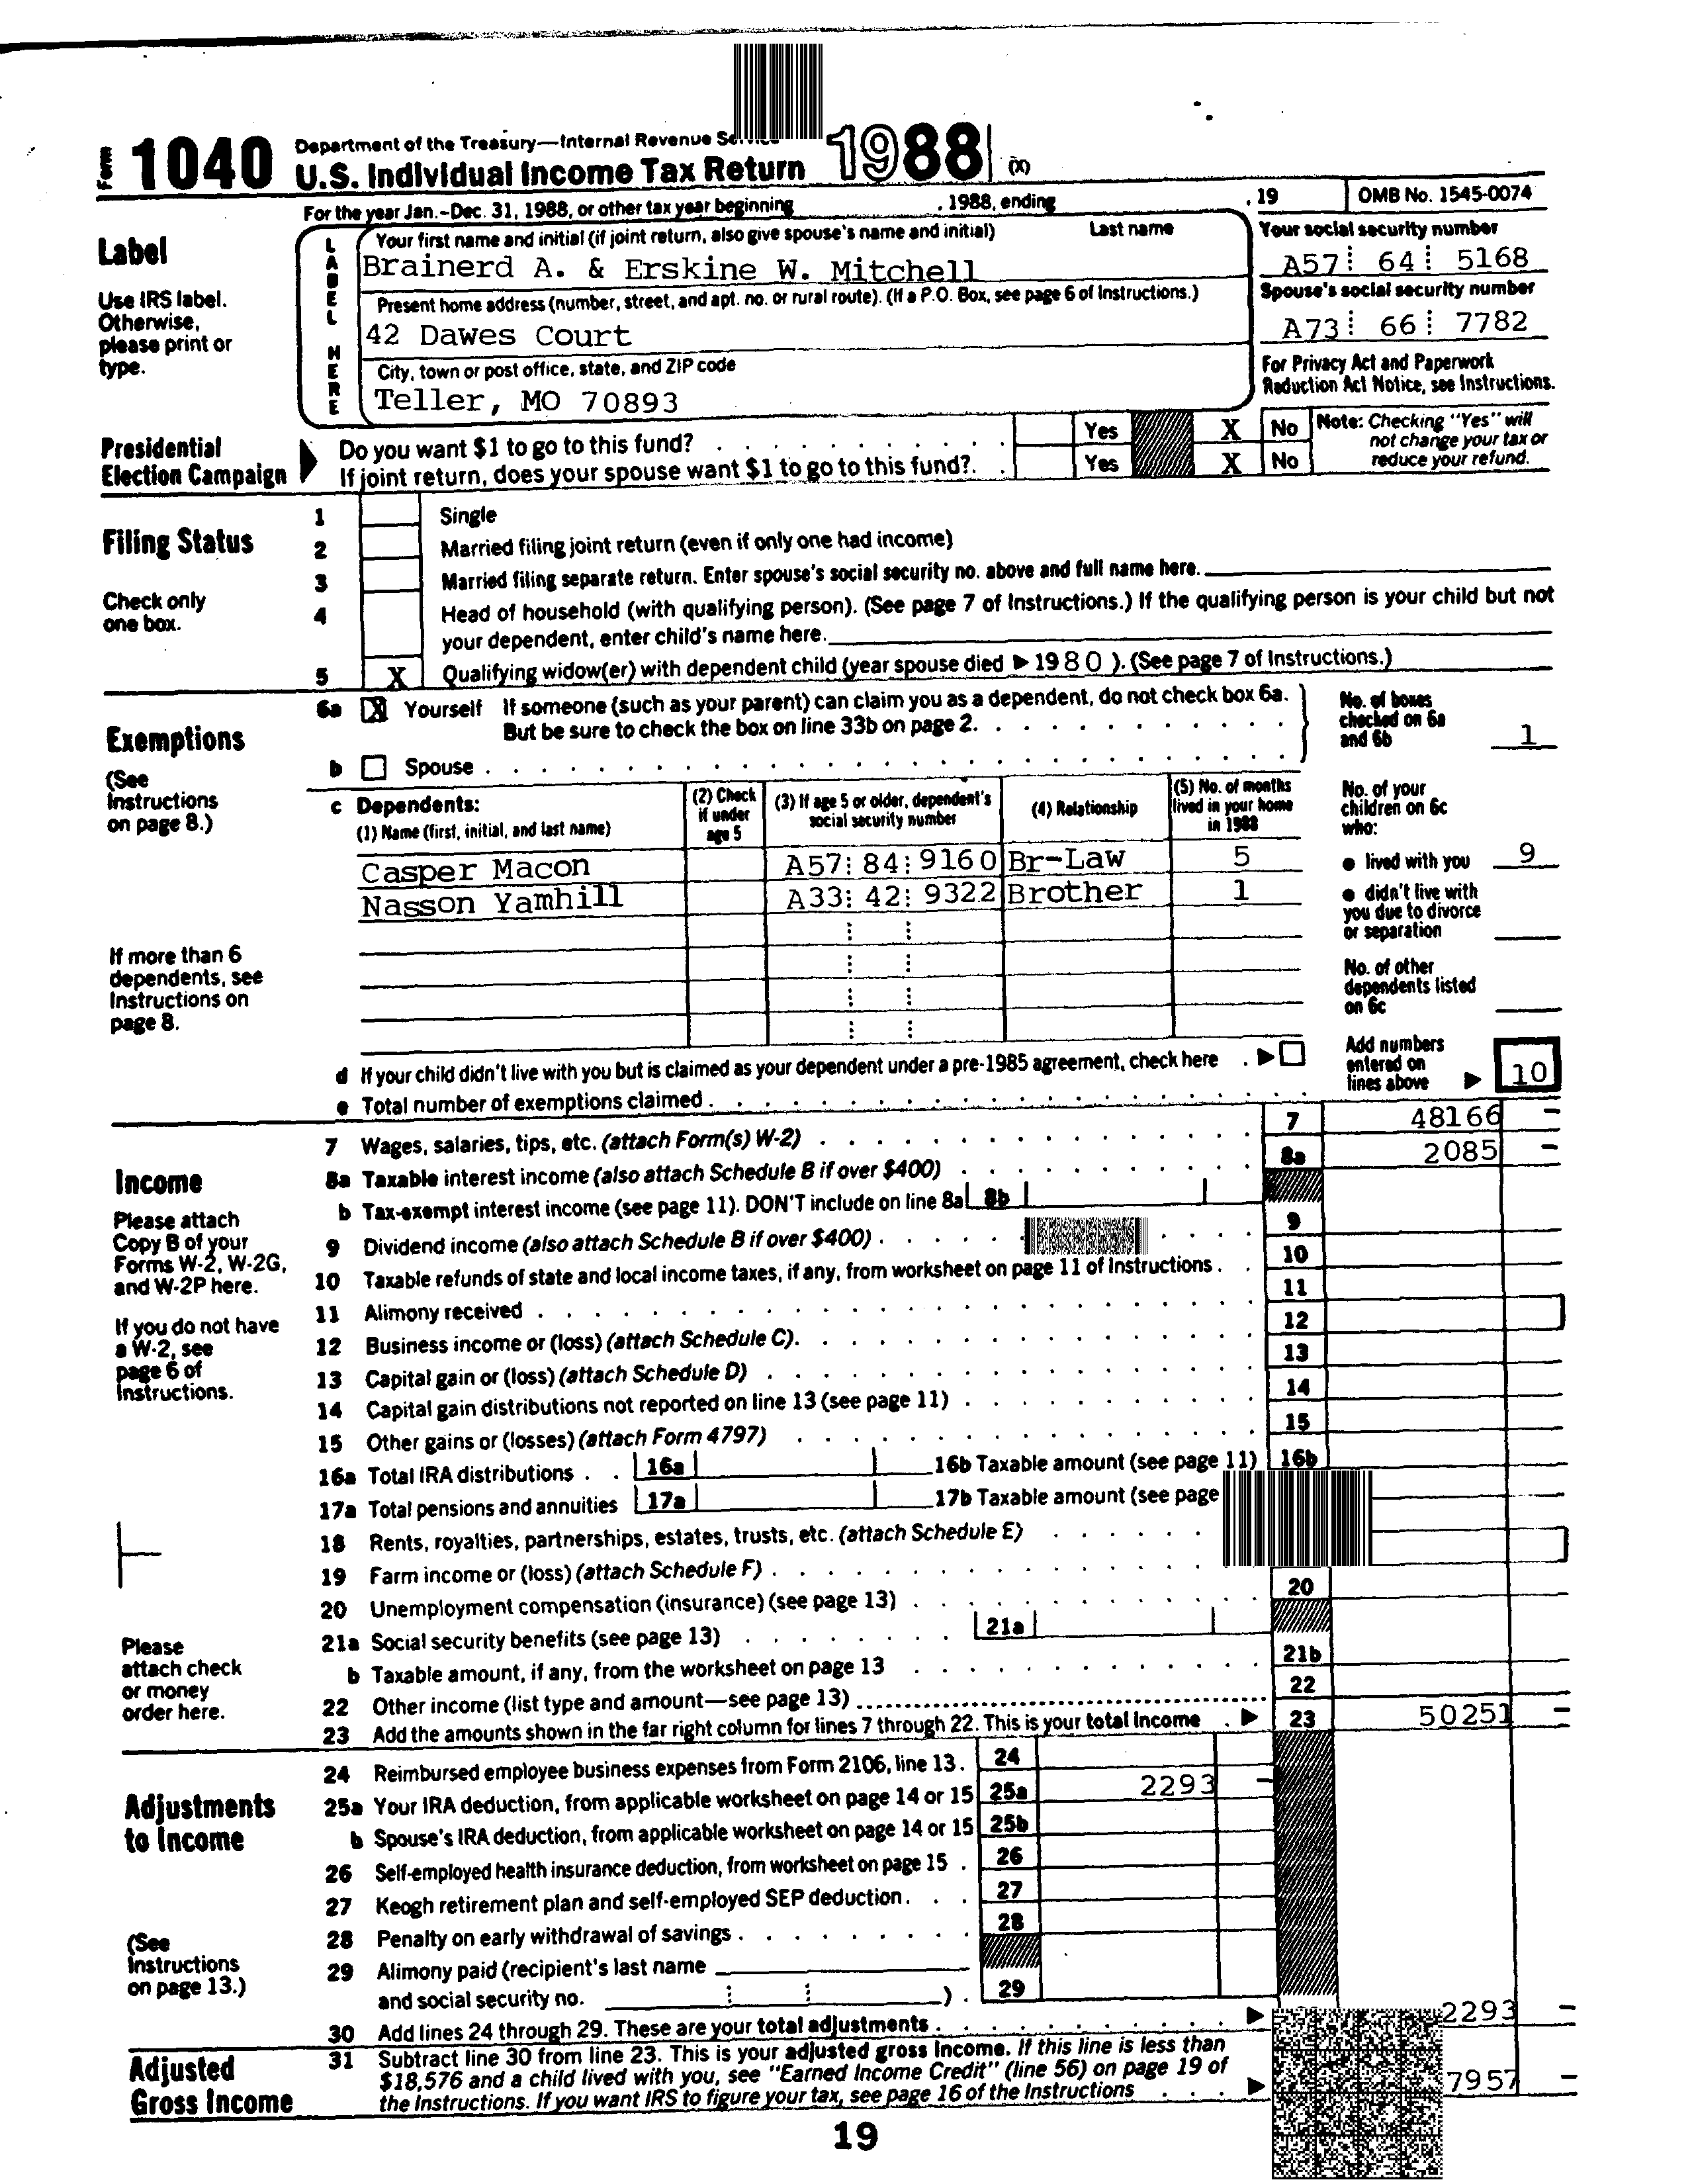 Form 1040 Department of the Treasury—Internal Revenue
U.S. Individual Income Tax Return 1988 (X)
For the year Jan.-Dec. 31, 1988, or other tax year beginning , 1988, ending , 19 OMB No. 1545-0074
Label
Use IRS label.
Otherwise,
please print or
type.
LABEL HERE
Your first name and initial (if joint return, also give spouse's name and initial) Last name
Brainerd A. & Erskine W. Mitchell
Your social security number
A57 64 5168
Present home address (number, street, and apt. no. or rural route). (If a P.O. Box, see page 6 of Instructions.)
42 Dawes Court
Spouse's social security number
A73 66 7782
City, town or post office, state, and ZIP code
Teller, MO 70893
For Privacy Act and Paperwork
Reduction Act Notice, see Instructions.
Presidential
Election Campaign
Do you want $1 to go to this fund? Yes X No
If joint return, does your spouse want $1 to go to this fund?. Yes X No
Note: Checking "Yes" will
not change your tax or
reduce your refund.
Filing Status
Check only
one box.
1 Single
2 Married filing joint return (even if only one had income)
3 Married filing separate return. Enter spouse's social security no. above and full name here.
4 Head of household (with qualifying person). (See page 7 of Instructions.) If the qualifying person is your child but not
your dependent, enter child's name here.
5 X Qualifying widow(er) with dependent child (year spouse died ▶ 1980 ). (See page 7 of Instructions.)
Exemptions
(See
Instructions
on page 8.)
If more than 6
dependents, see
Instructions on
page 8.
6a X Yourself If someone (such as your parent) can claim you as a dependent, do not check box 6a.
But be sure to check the box on line 33b on page 2.
b Spouse
No. of boxes
checked on 6a
and 6b 1
c Dependents:
(1) Name (first, initial, and last name)
(2) Check
if under
age 5
(3) If age 5 or older, dependent's
social security number
(4) Relationship
(5) No. of months
lived in your home
in 1988
Casper Macon A57 84 9160 Br-Law 5
Nasson Yamhill A33 42 9322 Brother 1
No. of your
children on 6c
who:
● lived with you 9
● didn't live with
you due to divorce
or separation
No. of other
dependents listed
on 6c
d If your child didn't live with you but is claimed as your dependent under a pre-1985 agreement, check here ▶
e Total number of exemptions claimed
Add numbers
entered on
lines above ▶ 10
Income
Please attach
Copy B of your
Forms W-2, W-2G,
and W-2P here.
If you do not have
a W-2, see
page 6 of
Instructions.
Please
attach check
or money
order here.
7 Wages, salaries, tips, etc. (attach Form(s) W-2) 7 48166 -
8a Taxable interest income (also attach Schedule B if over $400) 8a 2085 -
b Tax-exempt interest income (see page 11). DON'T include on line 8a 8b
9 Dividend income (also attach Schedule B if over $400) 9
10 Taxable refunds of state and local income taxes, if any, from worksheet on page 11 of Instructions 10
11 Alimony received 11
12 Business income or (loss) (attach Schedule C). 12
13 Capital gain or (loss) (attach Schedule D) 13
14 Capital gain distributions not reported on line 13 (see page 11) 14
15 Other gains or (losses) (attach Form 4797) 15
16a Total IRA distributions 16a 16b Taxable amount (see page 11) 16b
17a Total pensions and annuities 17a 17b Taxable amount (see page
18 Rents, royalties, partnerships, estates, trusts, etc. (attach Schedule E)
19 Farm income or (loss) (attach Schedule F)
20 Unemployment compensation (insurance) (see page 13) 20
21a Social security benefits (see page 13) 21a
b Taxable amount, if any, from the worksheet on page 13 21b
22 Other income (list type and amount—see page 13) 22
23 Add the amounts shown in the far right column for lines 7 through 22. This is your total income ▶ 23 50251 -
Adjustments
to Income
(See
Instructions
on page 13.)
24 Reimbursed employee business expenses from Form 2106, line 13. 24
25a Your IRA deduction, from applicable worksheet on page 14 or 15 25a 2293 -
b Spouse's IRA deduction, from applicable worksheet on page 14 or 15 25b
26 Self-employed health insurance deduction, from worksheet on page 15 26
27 Keogh retirement plan and self-employed SEP deduction 27
28 Penalty on early withdrawal of savings 28
29 Alimony paid (recipient's last name
and social security no. ) 29
30 Add lines 24 through 29. These are your total adjustments ▶ 2293 -
Adjusted
Gross Income
31 Subtract line 30 from line 23. This is your adjusted gross income. If this line is less than
$18,576 and a child lived with you, see "Earned Income Credit" (line 56) on page 19 of
the Instructions. If you want IRS to figure your tax, see page 16 of the Instructions ▶ 7957 -
19